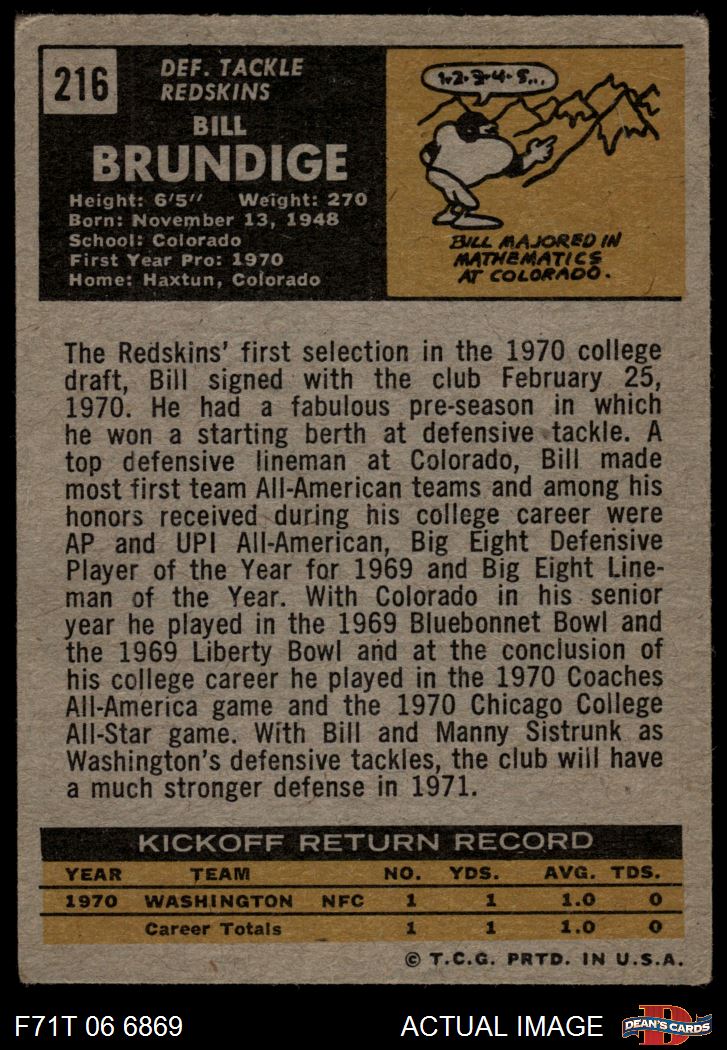 216
DEF. TACKLE
REDSKINS
BILL
BRUNDIGE
Height: 6'5" Weight: 270
Born: November 13, 1948
School: Colorado
First Year Pro: 1970
Home: Haxtun, Colorado
1-2-3-4-5...
BILL MAJORED IN
MATHEMATICS
AT COLORADO.
The Redskins' first selection in the 1970 college
draft, Bill signed with the club February 25,
1970. He had a fabulous pre-season in which
he won a starting berth at defensive tackle. A
top defensive lineman at Colorado, Bill made
most first team All-American teams and among his
honors received during his college career were
AP and UPI All-American, Big Eight Defensive
Player of the Year for 1969 and Big Eight Line-
man of the Year. With Colorado in his senior
year he played in the 1969 Bluebonnet Bowl and
the 1969 Liberty Bowl and at the conclusion of
his college career he played in the 1970 Coaches
All-America game and the 1970 Chicago College
All-Star game. With Bill and Manny Sistrunk as
Washington's defensive tackles, the club will have
a much stronger defense in 1971.
KICKOFF RETURN RECORD
YEAR TEAM NO. YDS. AVG. TDS.
1970 WASHINGTON NFC 1 1 1.0 0
Career Totals 1 1 1.0 0
© T.C.G. PRTD. IN U.S.A.
F71T 06 6869 ACTUAL IMAGE D DEAN'S CARDS